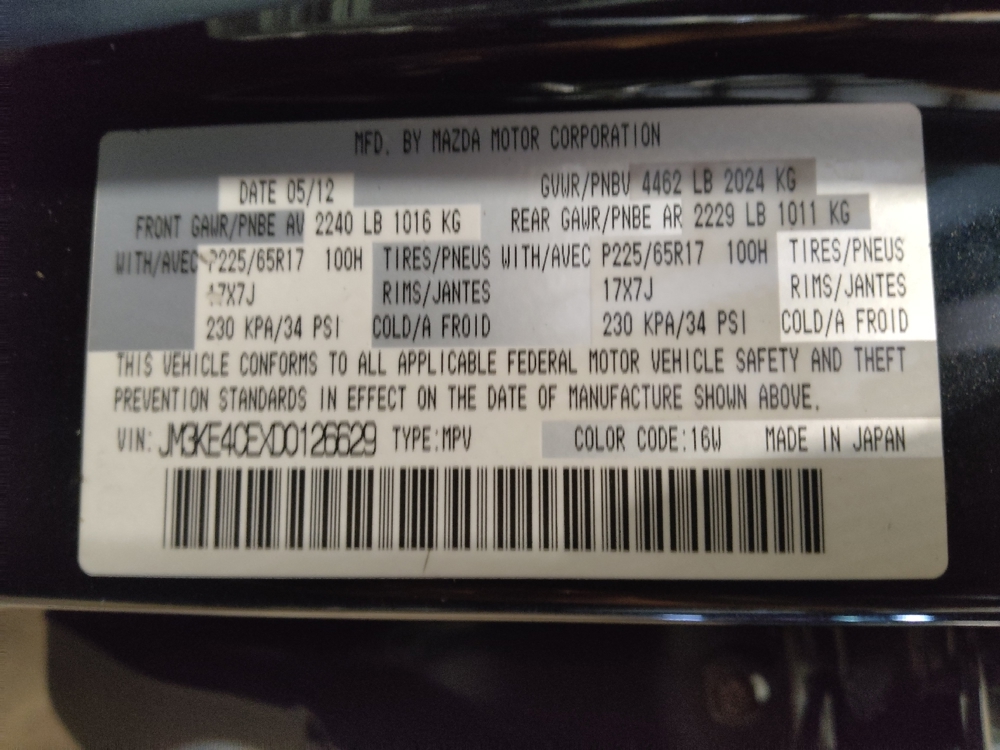 MFD. BY MAZDA MOTOR CORPORATION
DATE 05/12 GVWR/PNBV 4462 LB 2024 KG
FRONT GAWR/PNBE AV 2240 LB 1016 KG REAR GAWR/PNBE AR 2229 LB 1011 KG
WITH/AVEC P225/65R17 100H TIRES/PNEUS WITH/AVEC P225/65R17 100H TIRES/PNEUS
17X7J RIMS/JANTES 17X7J RIMS/JANTES
230 KPA/34 PSI COLD/A FROID 230 KPA/34 PSI COLD/A FROID
THIS VEHICLE CONFORMS TO ALL APPLICABLE FEDERAL MOTOR VEHICLE SAFETY AND THEFT
PREVENTION STANDARDS IN EFFECT ON THE DATE OF MANUFACTURE SHOWN ABOVE.
VIN: JM3KE4CEXD0126629 TYPE:MPV COLOR CODE:16W MADE IN JAPAN